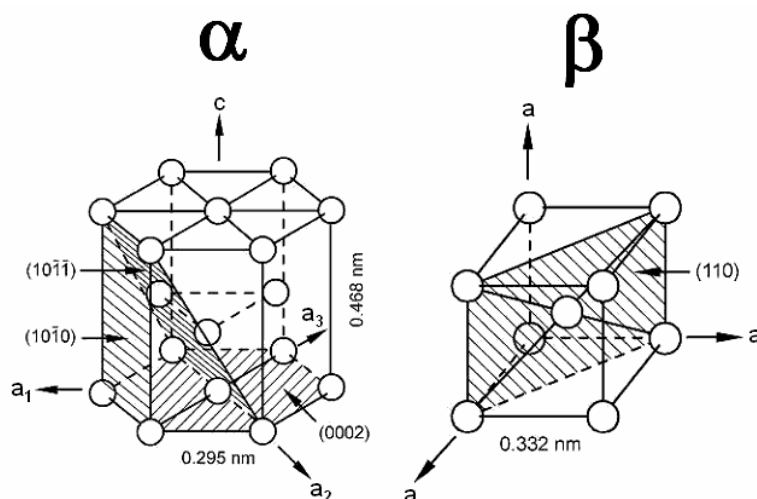 α
β
c
a
(101̄1̄)
(101̄0)
0.468 nm
a₃
a₁
(0002)
0.295 nm
a₂
(110)
a
0.332 nm
a